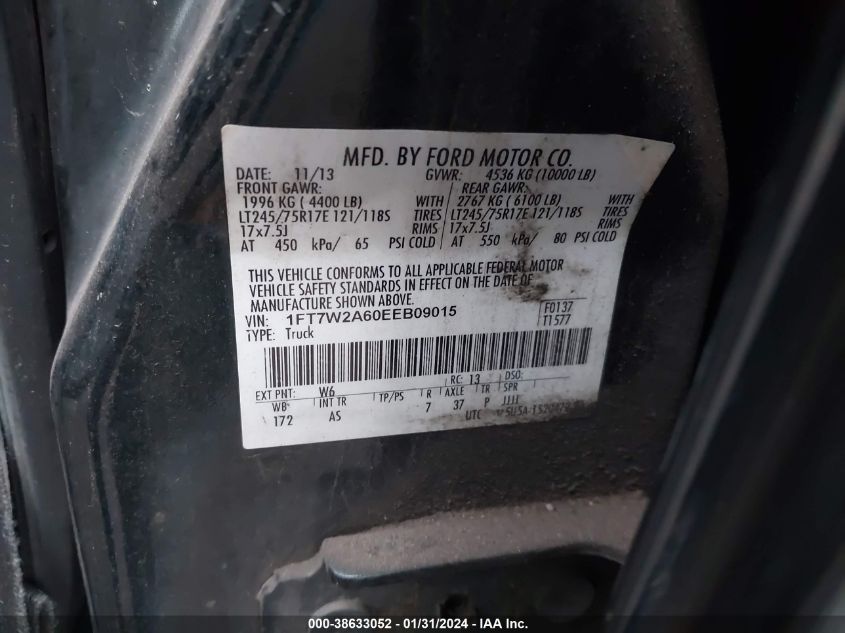 MFD. BY FORD MOTOR CO.
DATE: 11/13 GVWR: 4536 KG (10000 LB)
FRONT GAWR: REAR GAWR:
1996 KG ( 4400 LB) WITH 2767 KG ( 6100 LB) WITH
LT245/75R17E 121/118S TIRES LT245/75R17E 121/118S TIRES
17x7.5J RIMS 17x7.5J RIMS
AT 450 kPa/ 65 PSI COLD AT 550 kPa/ 80 PSI COLD
THIS VEHICLE CONFORMS TO ALL APPLICABLE FEDERAL MOTOR
VEHICLE SAFETY STANDARDS IN EFFECT ON THE DATE OF
MANUFACTURE SHOWN ABOVE.
VIN: 1FT7W2A60EEB09015 F0137
TYPE: Truck T1577
EXT PNT: W6 RC: 13 DSO:
WB INT TR TP/PS R AXLE TR SPR
172 AS 7 37 P JJJJ
UTC
000-38633052 / 01/31/2024 - IAA Inc.